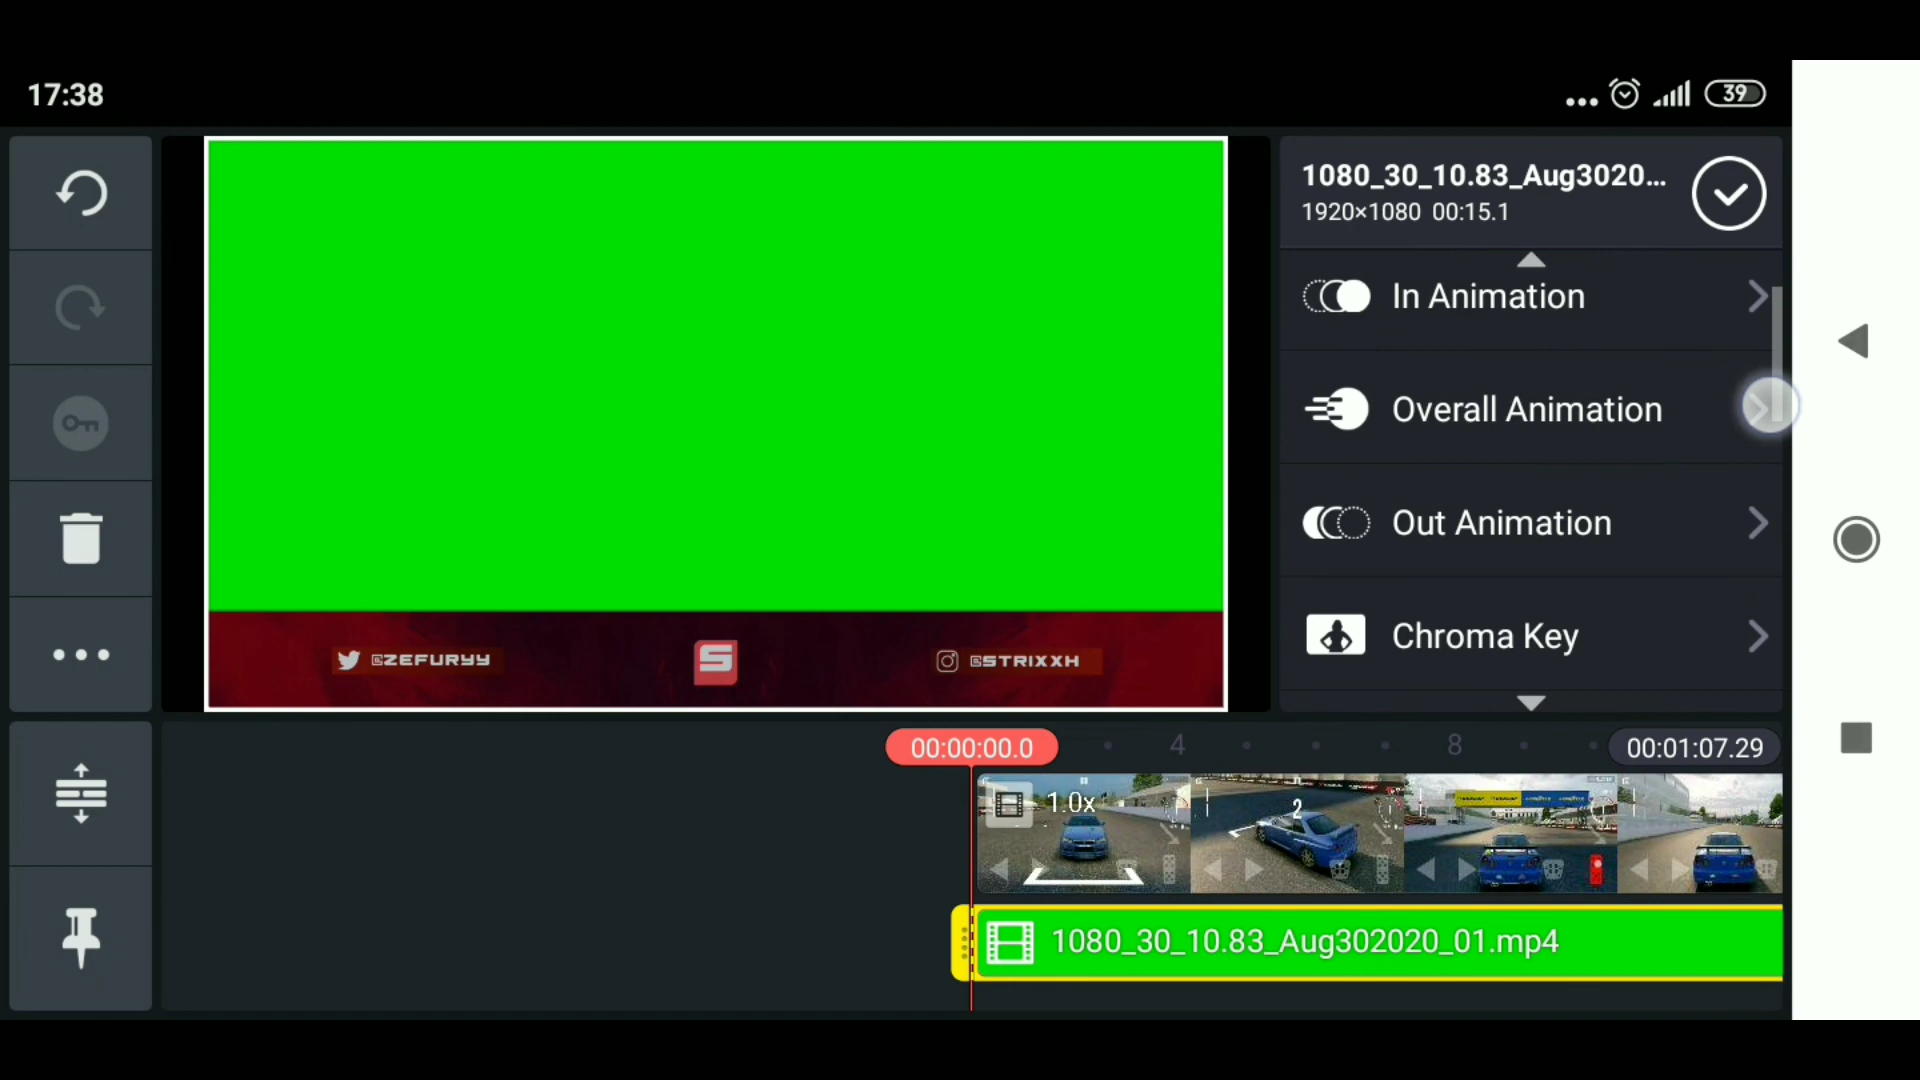 17:38
39
1080_30_10.83_Aug3020...
1920×1080 00:15.1
In Animation
Overall Animation
Out Animation
Chroma Key
@ZEFURYY
S
@STRIXXH
00:00:00.0
4
8
00:01:07.29
1.0x
2
1080_30_10.83_Aug302020_01.mp4